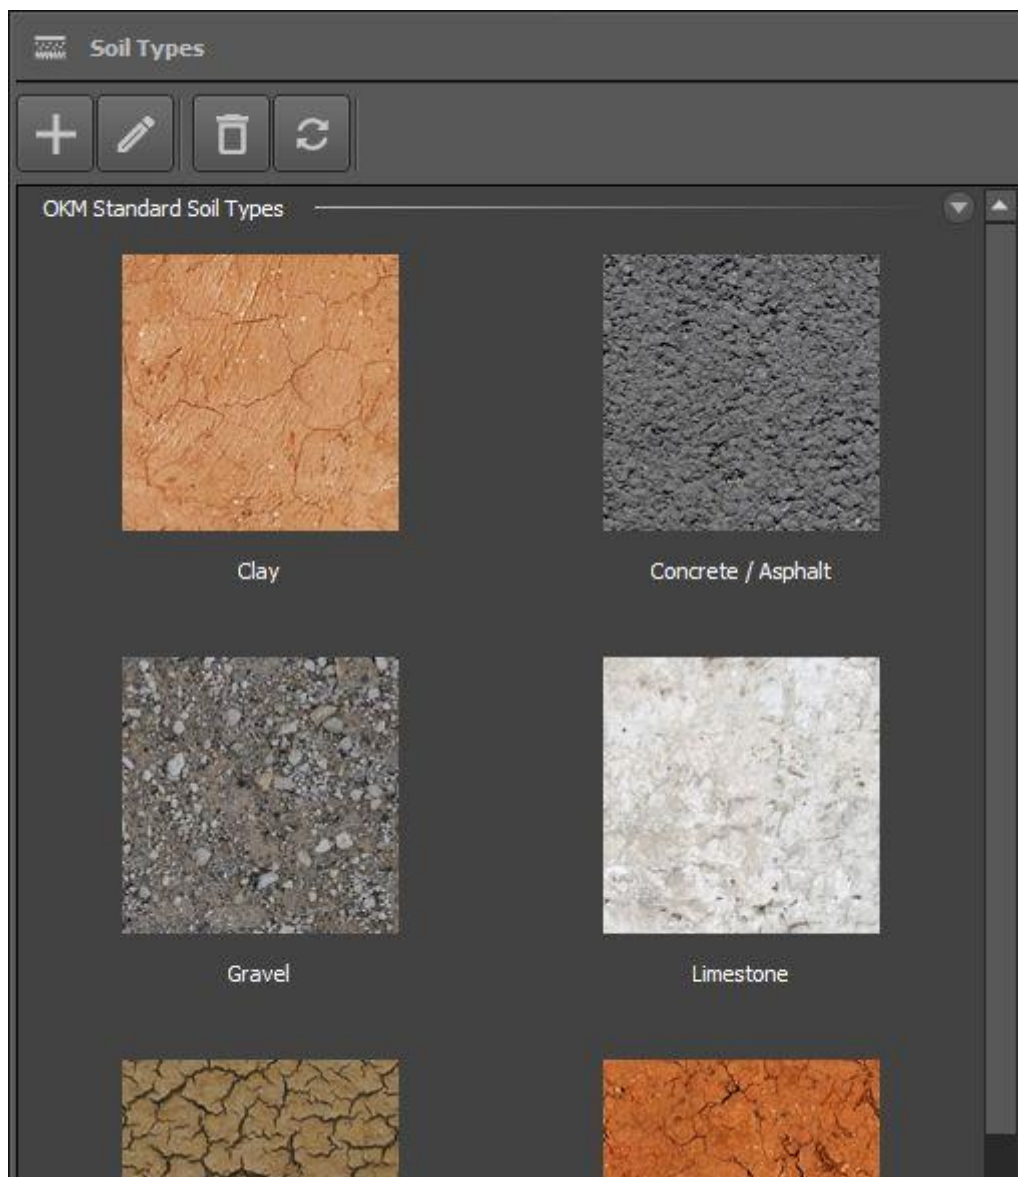 Soil Types
OKM Standard Soil Types
Clay
Concrete / Asphalt
Gravel
Limestone